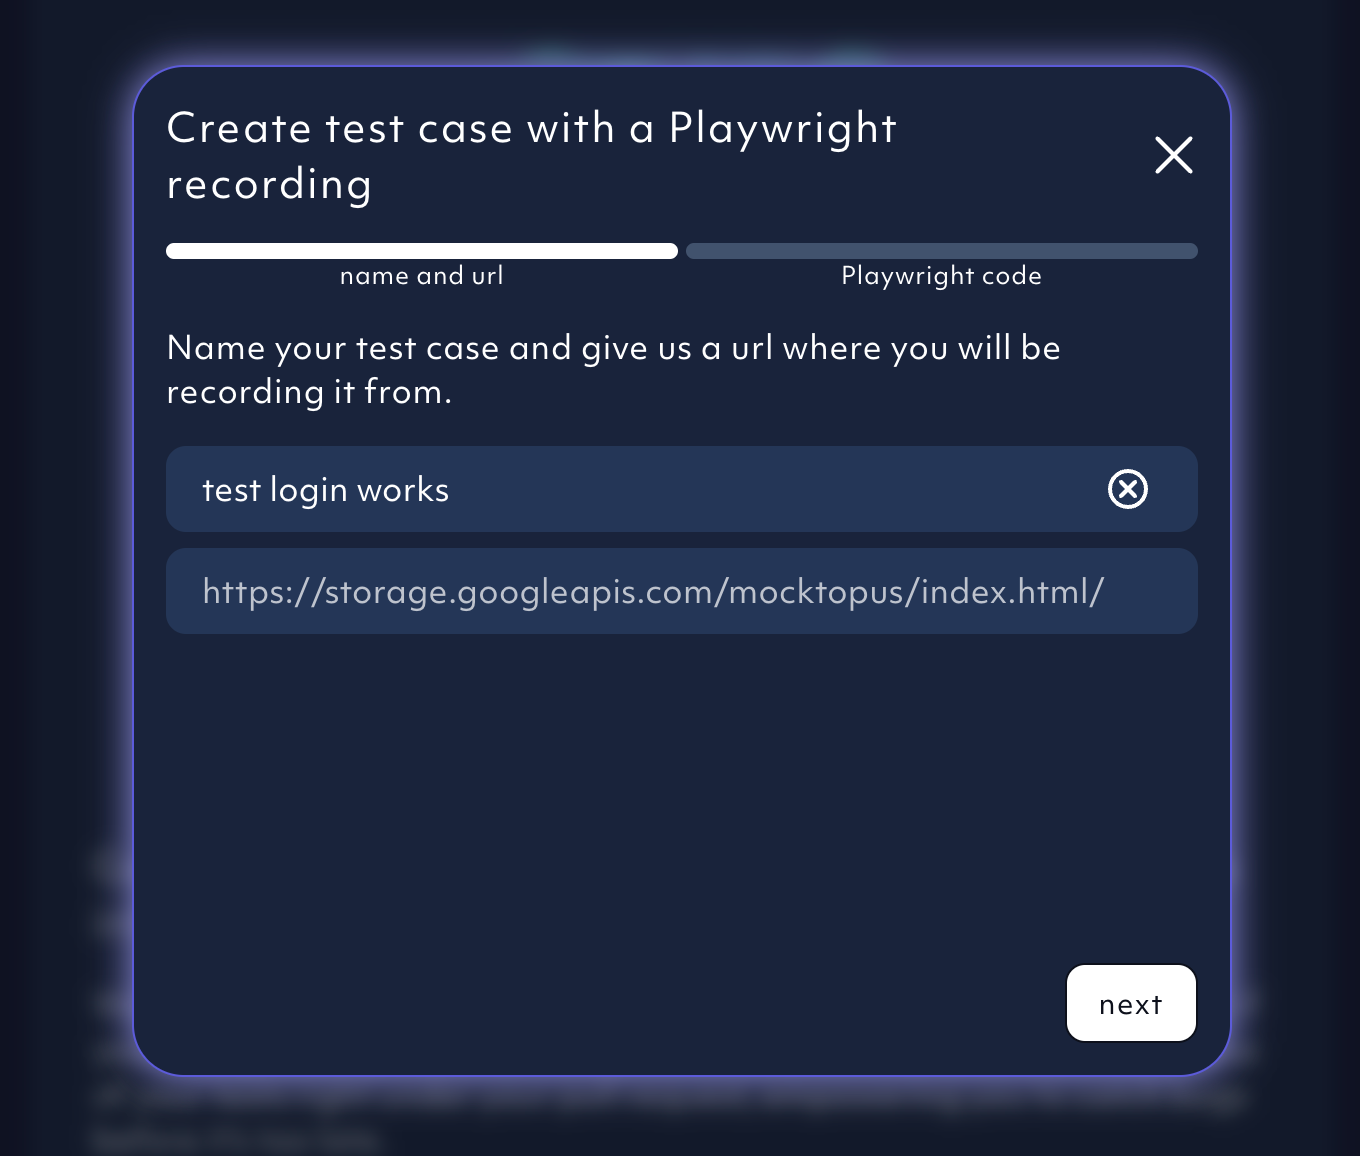 Create test case with a Playwright
recording
name and url
Playwright code
Name your test case and give us a url where you will be
recording it from.
test login works
https://storage.googleapis.com/mocktopus/index.html/
next